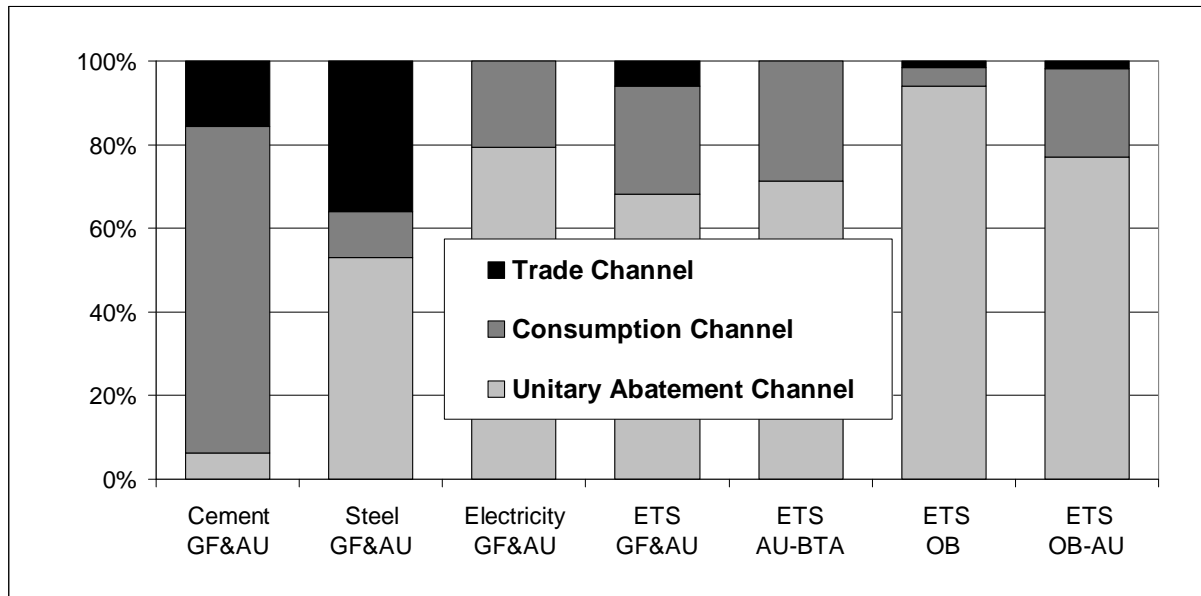 100%
80%
60%
40%
20%
0%
Trade Channel
Consumption Channel
Unitary Abatement Channel
Cement Steel Electricity ETS ETS ETS ETS
GF&AU GF&AU GF&AU GF&AU AU-BTA OB OB-AU